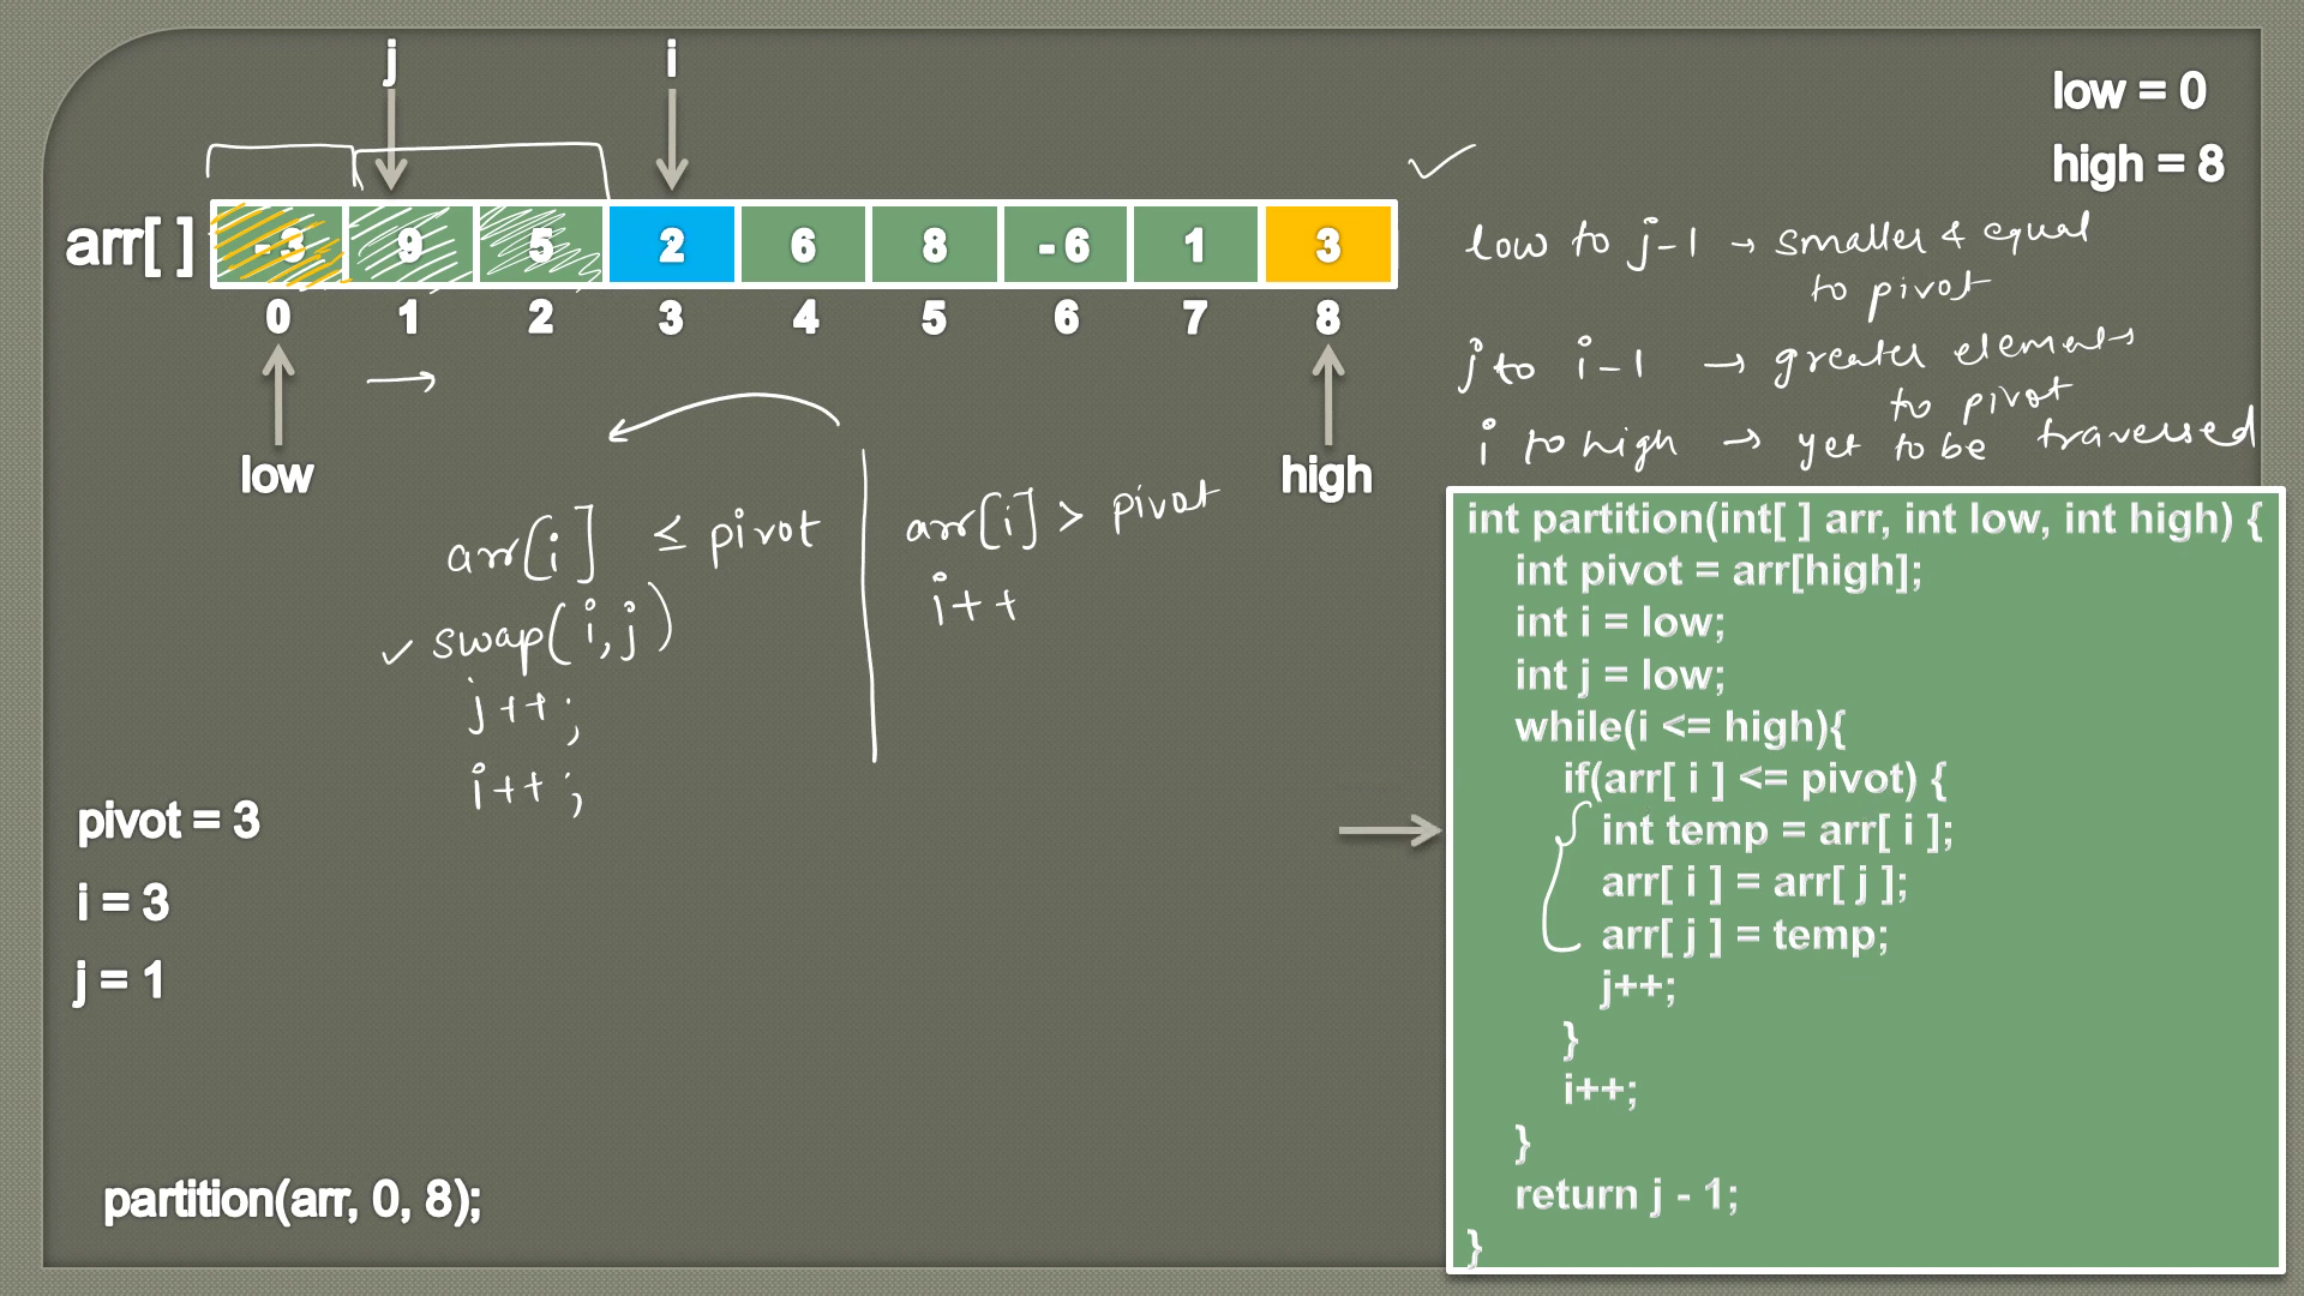 j i
low = 0
high = 8
arr[ ] -3 9 5 2 6 8 -6 1 3
0 1 2 3 4 5 6 7 8
low high
low to j-1 → smaller & equal
to pivot
j to i-1 → greater elements
to pivot
i to high → yet to be traversed
arr[i] ≤ pivot
swap(i,j)
j++;
i++;
arr[i] > pivot
i++
pivot = 3
i = 3
j = 1
partition(arr, 0, 8);
int partition(int[ ] arr, int low, int high) {
int pivot = arr[high];
int i = low;
int j = low;
while(i <= high){
if(arr[ i ] <= pivot) {
int temp = arr[ i ];
arr[ i ] = arr[ j ];
arr[ j ] = temp;
j++;
}
i++;
}
return j - 1;
}